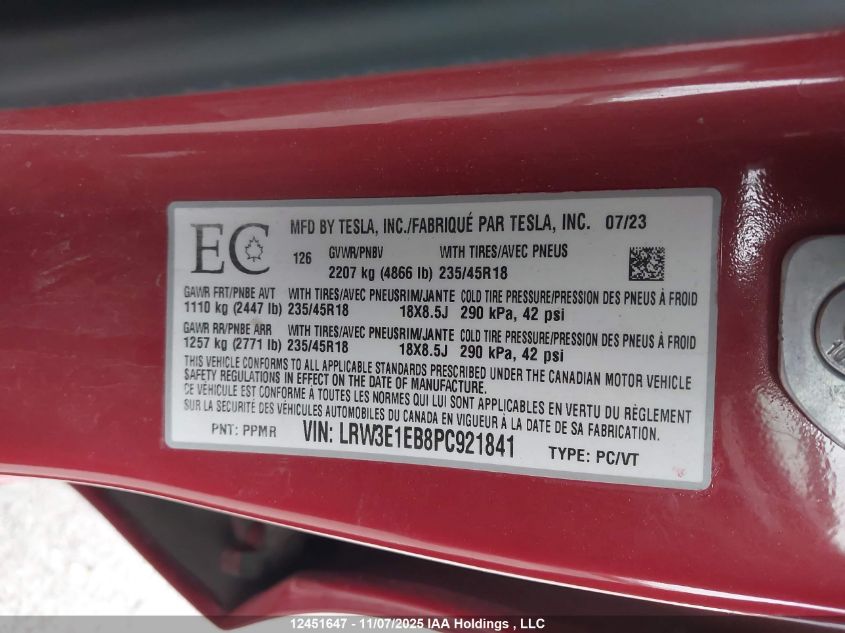 EC
MFD BY TESLA, INC./FABRIQUÉ PAR TESLA, INC. 07/23
126 GVWR/PNBV WITH TIRES/AVEC PNEUS
2207 kg (4866 lb) 235/45R18
GAWR FRT/PNBE AVT WITH TIRES/AVEC PNEUS RIM/JANTE COLD TIRE PRESSURE/PRESSION DES PNEUS À FROID
1110 kg (2447 lb) 235/45R18 18X8.5J 290 kPa, 42 psi
GAWR RR/PNBE ARR WITH TIRES/AVEC PNEUS RIM/JANTE COLD TIRE PRESSURE/PRESSION DES PNEUS À FROID
1257 kg (2771 lb) 235/45R18 18X8.5J 290 kPa, 42 psi
THIS VEHICLE CONFORMS TO ALL APPLICABLE STANDARDS PRESCRIBED UNDER THE CANADIAN MOTOR VEHICLE
SAFETY REGULATIONS IN EFFECT ON THE DATE OF MANUFACTURE.
CE VÉHICULE EST CONFORME À TOUTES LES NORMES QUI LUI SONT APPLICABLES EN VERTU DU RÈGLEMENT
SUR LA SECURITÉ DES VÉHICULES AUTOMOBILES DU CANADA EN VIGUEUR À LA DATE DE SA FABRICATION.
PNT: PPMR VIN: LRW3E1EB8PC921841 TYPE: PC/VT
12451647 - 11/07/2025 IAA Holdings , LLC